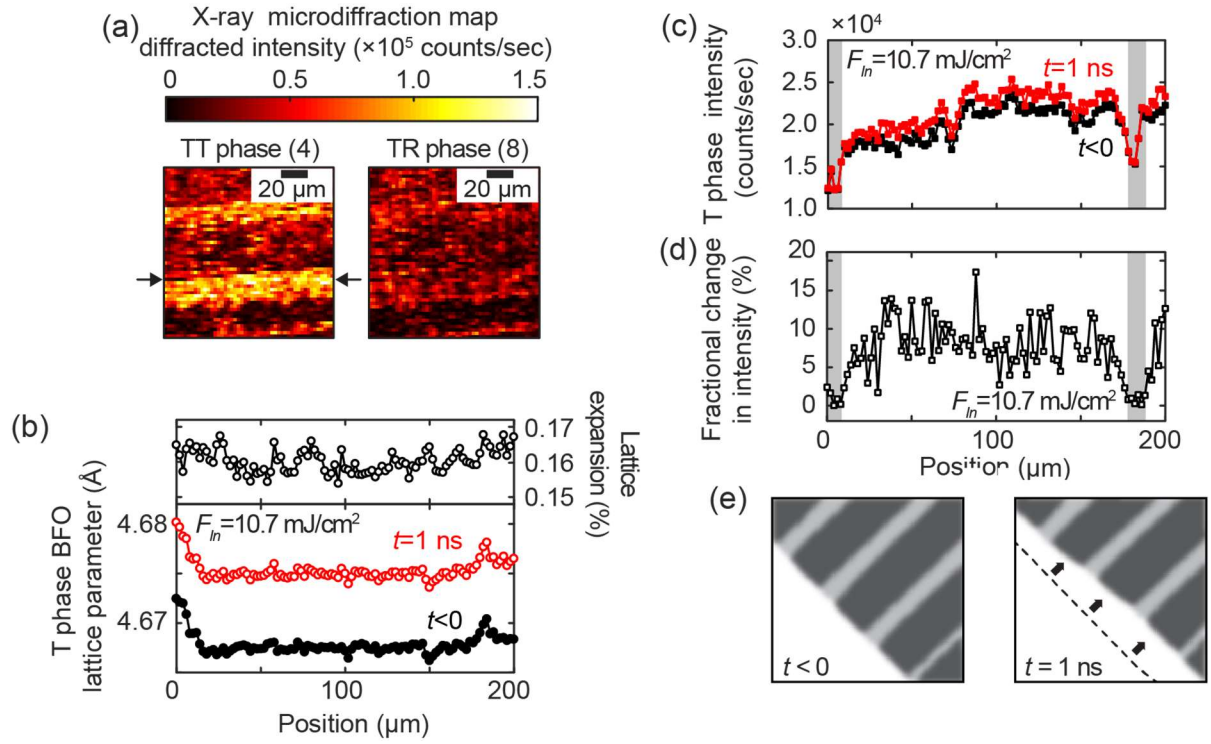 (a)
X-ray microdiffraction map
diffracted intensity (×10⁵ counts/sec)
0 0.5 1.0 1.5
TT phase (4) TR phase (8)
20 µm 20 µm
(b)
0.17
0.16
0.15
Lattice
expansion (%)
T phase BFO
lattice parameter (Å)
4.68
4.67
F_In=10.7 mJ/cm²
t=1 ns
t<0
0 100 200
Position (µm)
(c)
×10⁴
T phase intensity
(counts/sec)
3.0
2.5
2.0
1.5
1.0
F_In=10.7 mJ/cm²
t=1 ns
t<0
(d)
Fractional change
in intensity (%)
20
15
10
5
0
F_In=10.7 mJ/cm²
0 100 200
Position (µm)
(e)
t < 0 t = 1 ns